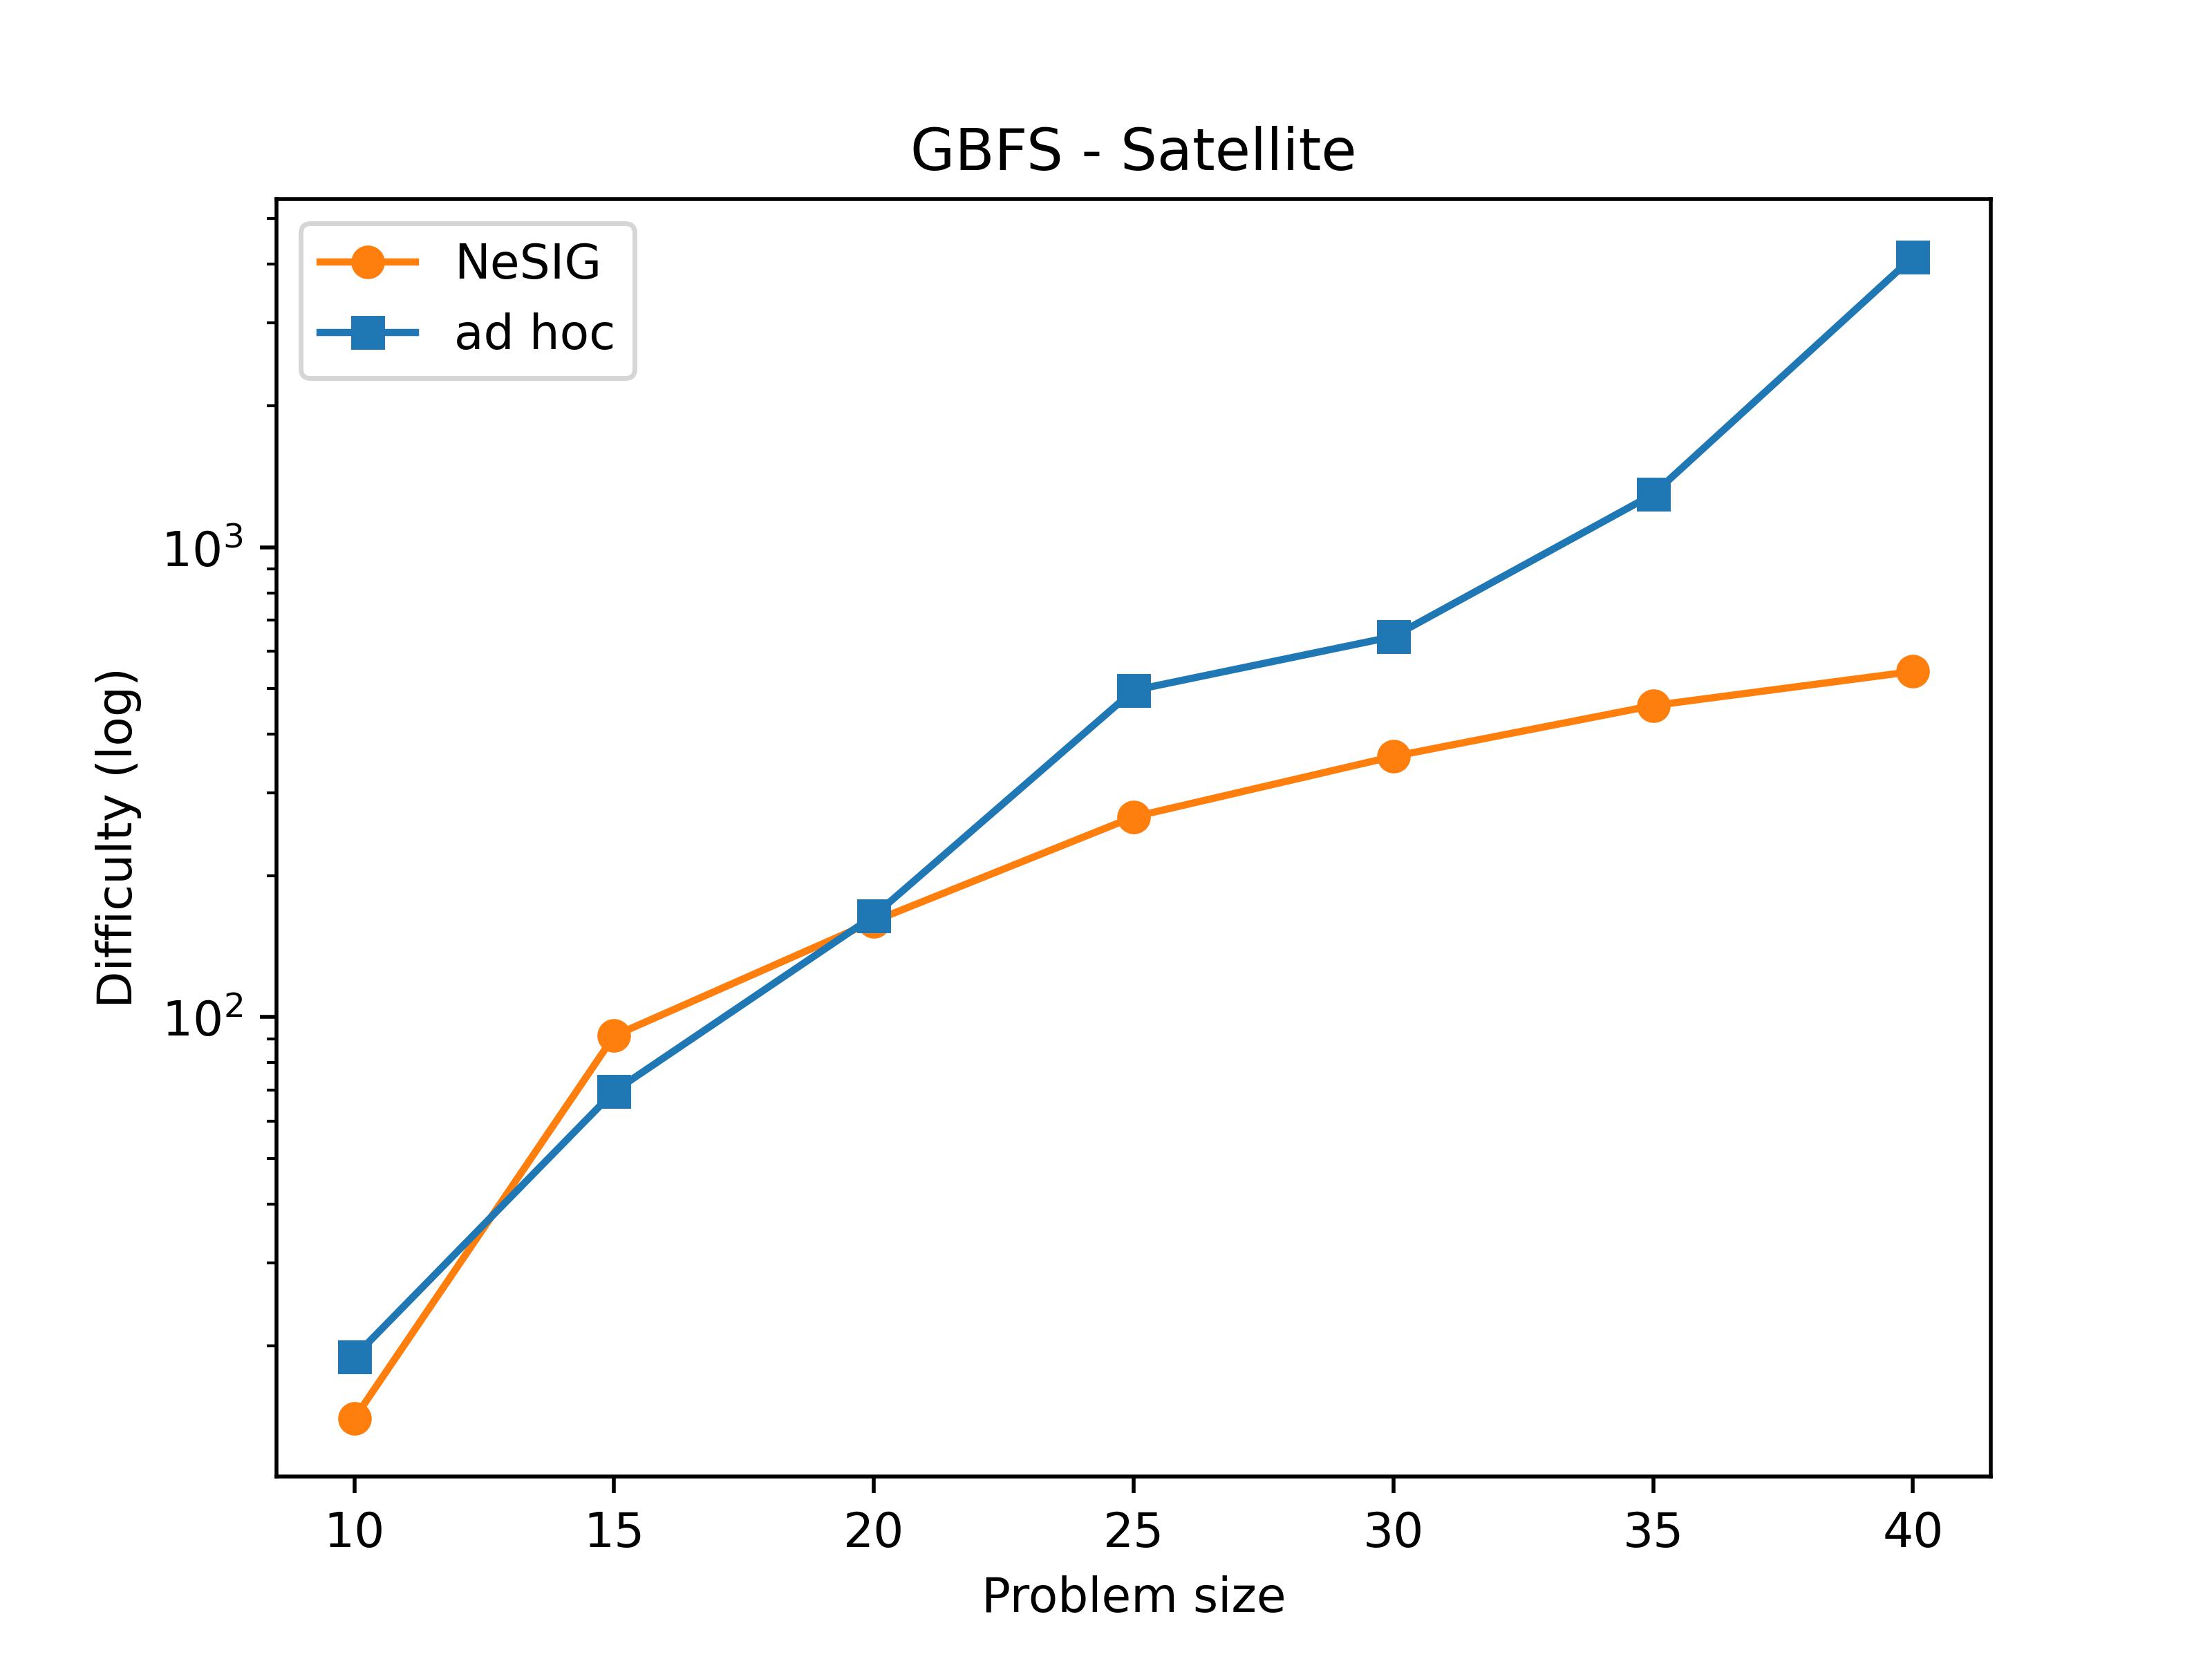 GBFS - Satellite
NeSIG
ad hoc
10³
10²
Difficulty (log)
10 15 20 25 30 35 40
Problem size